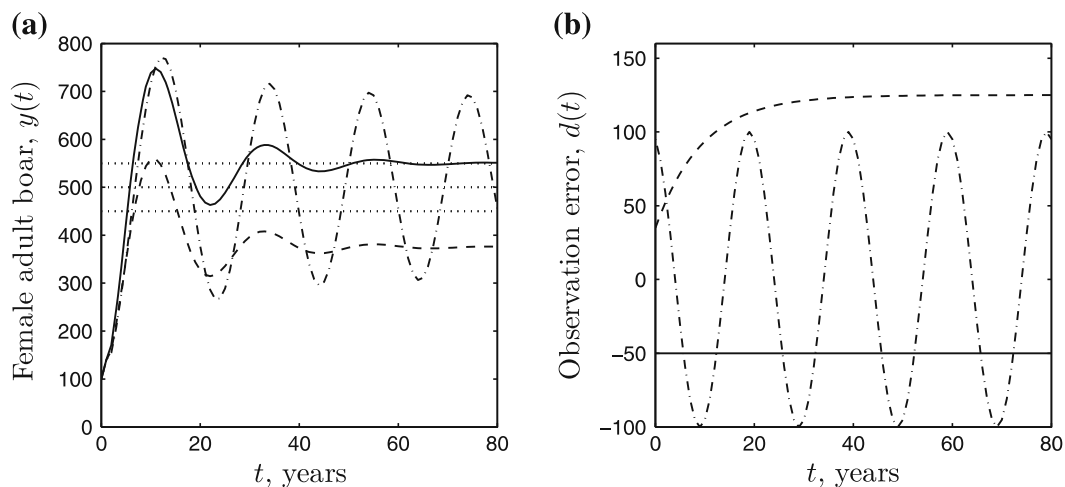 (a)
Female adult boar, y(t)
800
700
600
500
400
300
200
100
0
0 20 40 60 80
t, years
(b)
Observation error, d(t)
150
100
50
0
−50
−100
0 20 40 60 80
t, years